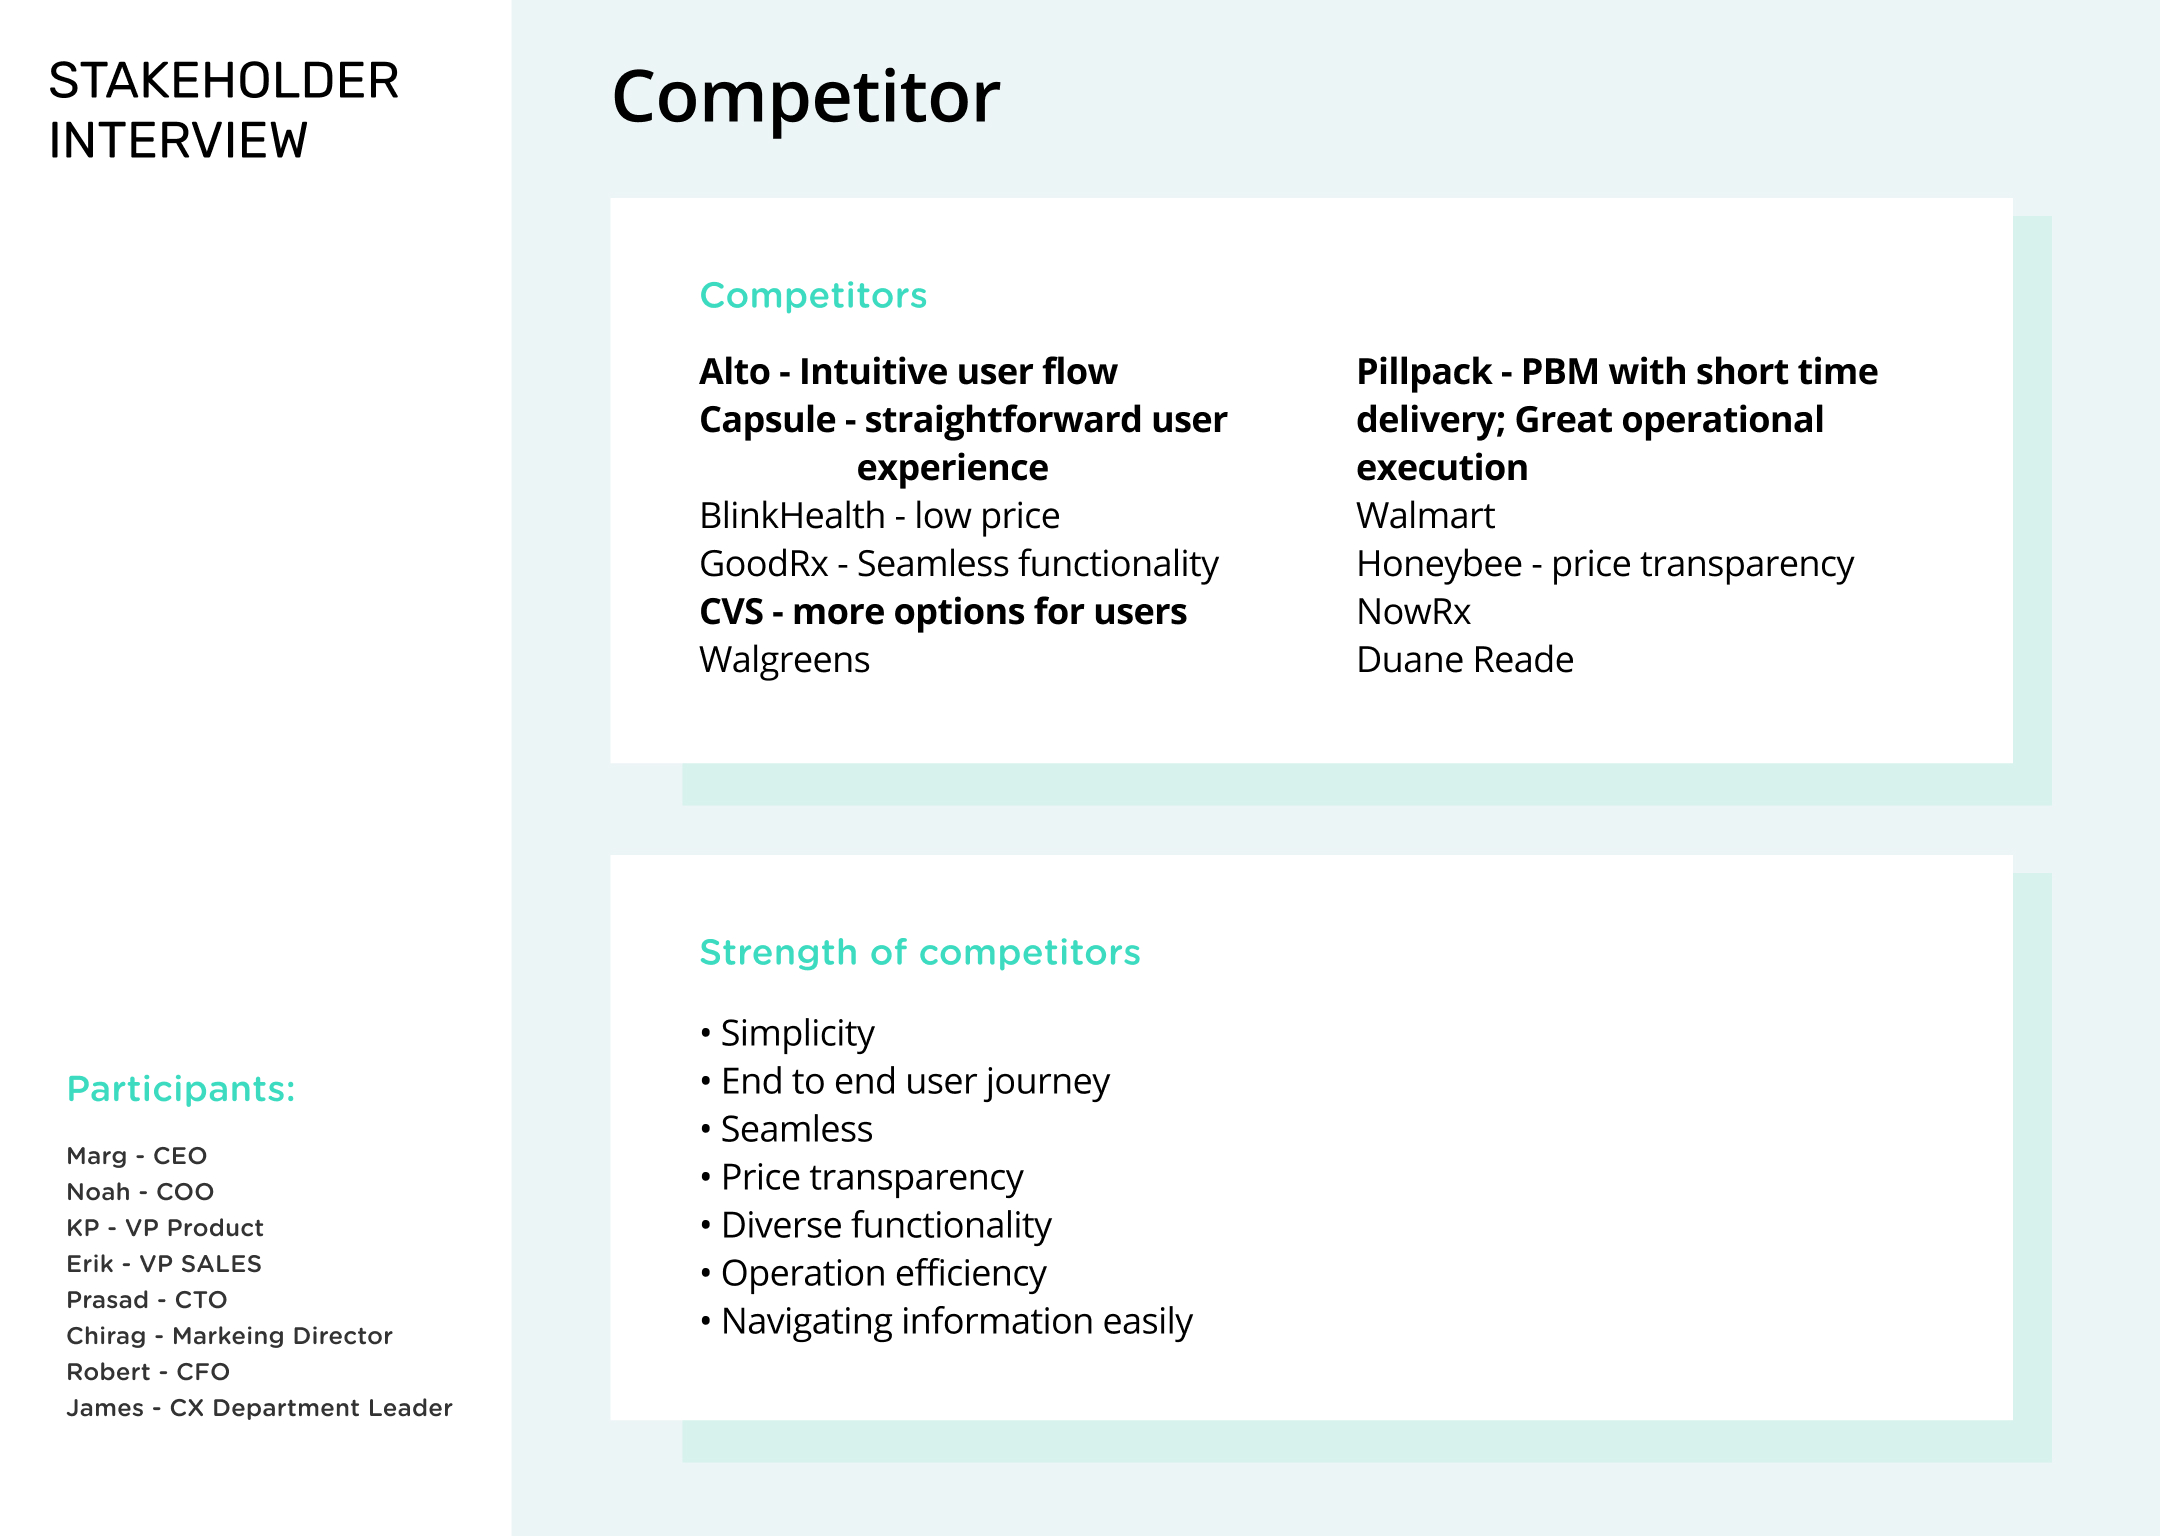 STAKEHOLDER
INTERVIEW
Participants:
Marg - CEO
Noah - COO
KP - VP Product
Erik - VP SALES
Prasad - CTO
Chirag - Markeing Director
Robert - CFO
James - CX Department Leader
Competitor
Competitors
Alto - Intuitive user flow
Capsule - straightforward user
experience
BlinkHealth - low price
GoodRx - Seamless functionality
CVS - more options for users
Walgreens
Pillpack - PBM with short time
delivery; Great operational
execution
Walmart
Honeybee - price transparency
NowRx
Duane Reade
Strength of competitors
• Simplicity
• End to end user journey
• Seamless
• Price transparency
• Diverse functionality
• Operation efficiency
• Navigating information easily